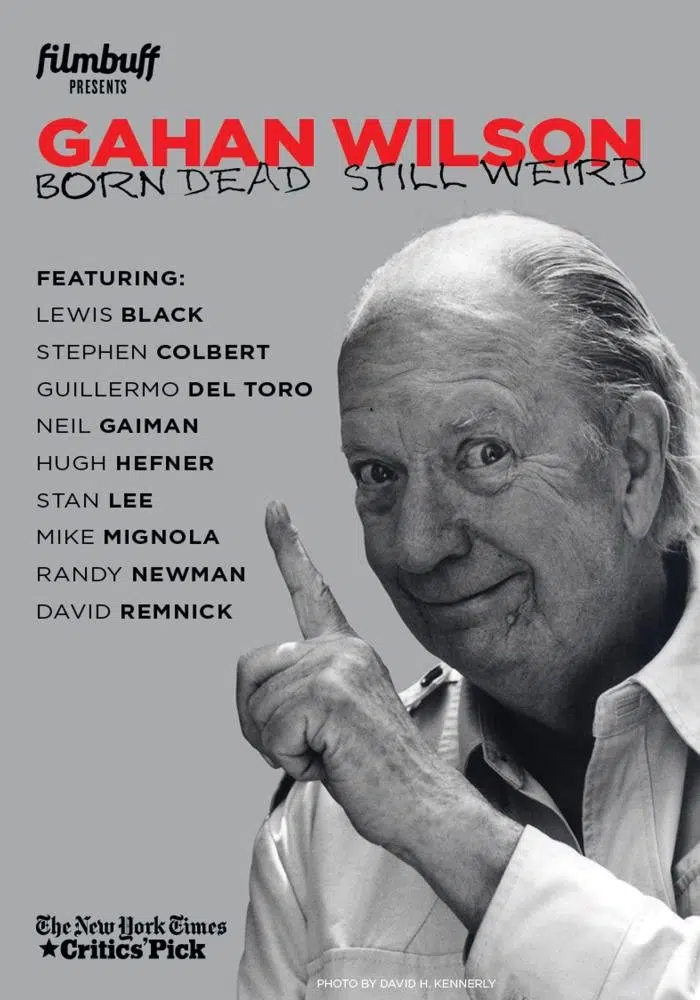 filmbuff
PRESENTS
GAHAN WILSON
BORN DEAD STILL WEIRD
FEATURING:
LEWIS BLACK
STEPHEN COLBERT
GUILLERMO DEL TORO
NEIL GAIMAN
HUGH HEFNER
STAN LEE
MIKE MIGNOLA
RANDY NEWMAN
DAVID REMNICK
The New York Times
★Critics' Pick
PHOTO BY DAVID H. KENNERLY